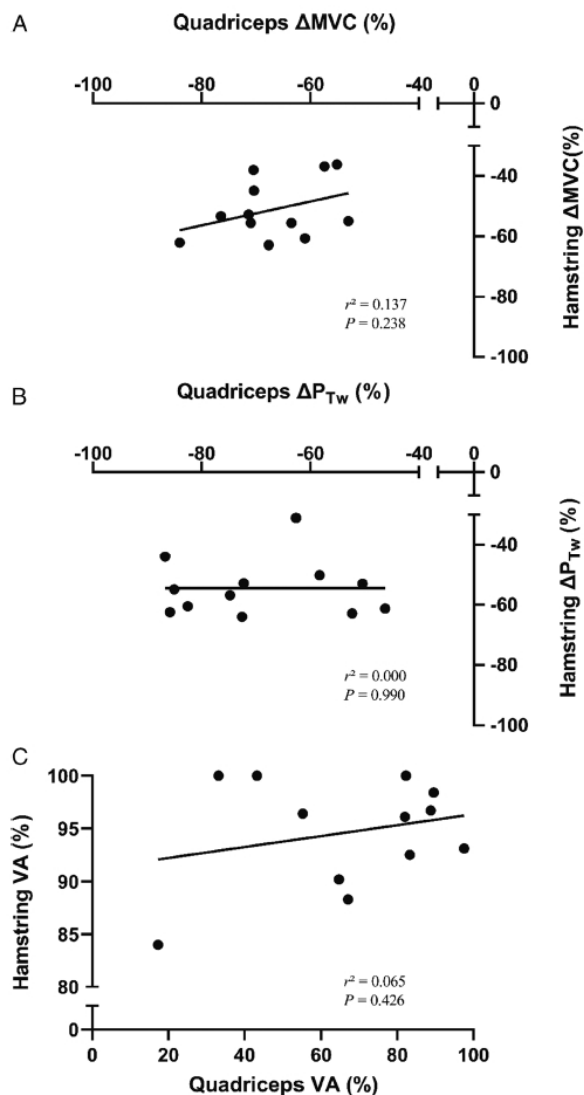 A
Quadriceps ΔMVC (%)
-100 -80 -60 -40 0
0
-40
-60
-80
-100
Hamstring ΔMVC(%)
r² = 0.137
P = 0.238
B
Quadriceps ΔP_Tw (%)
-100 -80 -60 -40 0
0
-40
-60
-80
-100
Hamstring ΔP_Tw (%)
r² = 0.000
P = 0.990
C
100
95
90
85
80
0
Hamstring VA (%)
r² = 0.065
P = 0.426
0 20 40 60 80 100
Quadriceps VA (%)